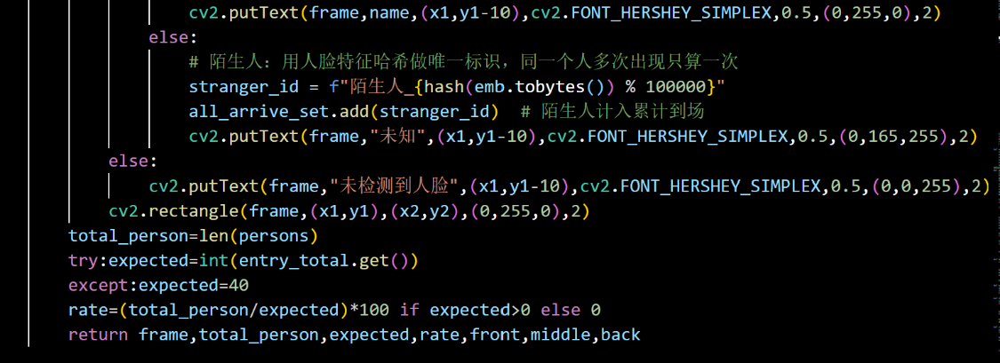 cv2.putText(frame,name,(x1,y1-10),cv2.FONT_HERSHEY_SIMPLEX,0.5,(0,255,0),2)
else:
# 陌生人：用人脸特征哈希做唯一标识，同一个人多次出现只算一次
stranger_id = f"陌生人_{hash(emb.tobytes()) % 100000}"
all_arrive_set.add(stranger_id)  # 陌生人计入累计到场
cv2.putText(frame,"未知",(x1,y1-10),cv2.FONT_HERSHEY_SIMPLEX,0.5,(0,165,255),2)
else:
cv2.putText(frame,"未检测到人脸",(x1,y1-10),cv2.FONT_HERSHEY_SIMPLEX,0.5,(0,0,255),2)
cv2.rectangle(frame,(x1,y1),(x2,y2),(0,255,0),2)
total_person=len(persons)
try:expected=int(entry_total.get())
except:expected=40
rate=(total_person/expected)*100 if expected>0 else 0
return frame,total_person,expected,rate,front,middle,back